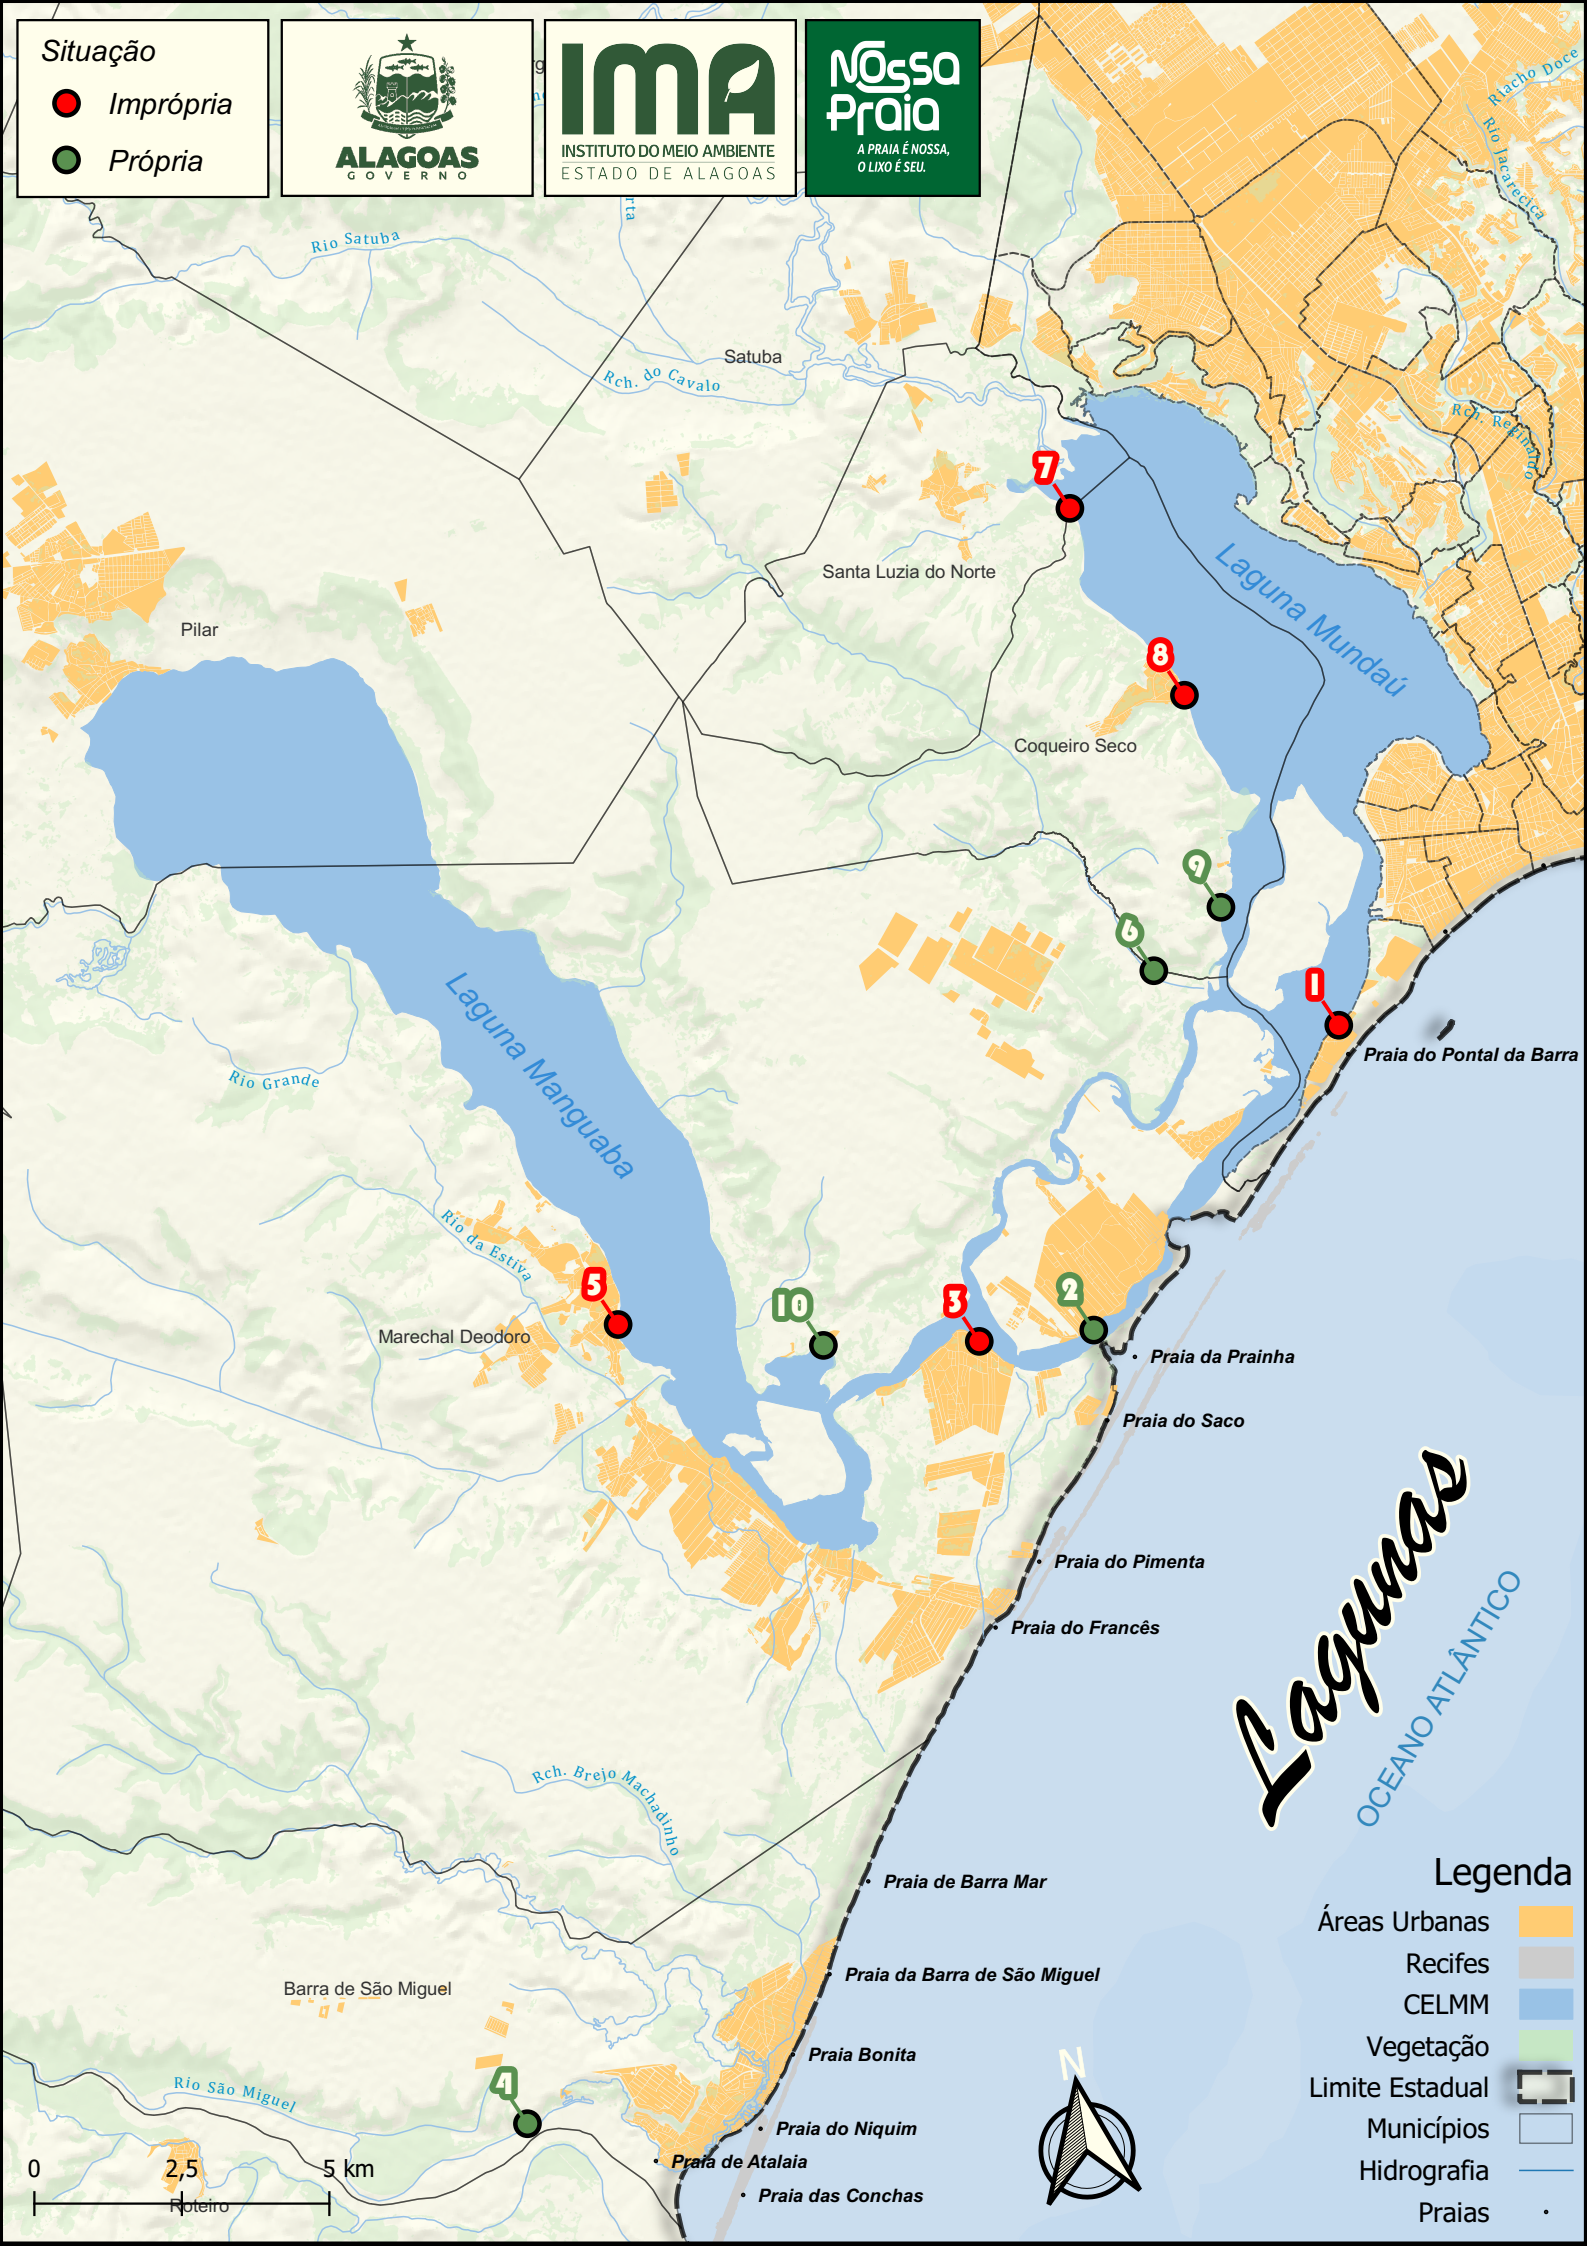 Situação
Imprópria
Própria
ALAGOAS
GOVERNO
IMA
INSTITUTO DO MEIO AMBIENTE
ESTADO DE ALAGOAS
Nossa
Praia
A PRAIA É NOSSA,
O LIXO É SEU.
Riacho Doce
Rio Jacarecica
Rio Satuba
Satuba
Rch. do Cavalo
Rch. Reginaldo
7
Santa Luzia do Norte
Laguna Mundaú
Pilar
8
Coqueiro Seco
9
6
1
Praia do Pontal da Barra
Laguna Manguaba
Rio Grande
Rio da Estiva
5
10
3
2
Marechal Deodoro
Praia da Prainha
Praia do Saco
Praia do Pimenta
Praia do Francês
Lagunas
OCEANO ATLÂNTICO
Rch. Brejo Machadinho
Praia de Barra Mar
Praia da Barra de São Miguel
Barra de São Miguel
Praia Bonita
4
Rio São Miguel
Praia do Niquim
Praia de Atalaia
Praia das Conchas
0 2,5 5 km
Roteiro
N
Legenda
Áreas Urbanas
Recifes
CELMM
Vegetação
Limite Estadual
Municípios
Hidrografia
Praias